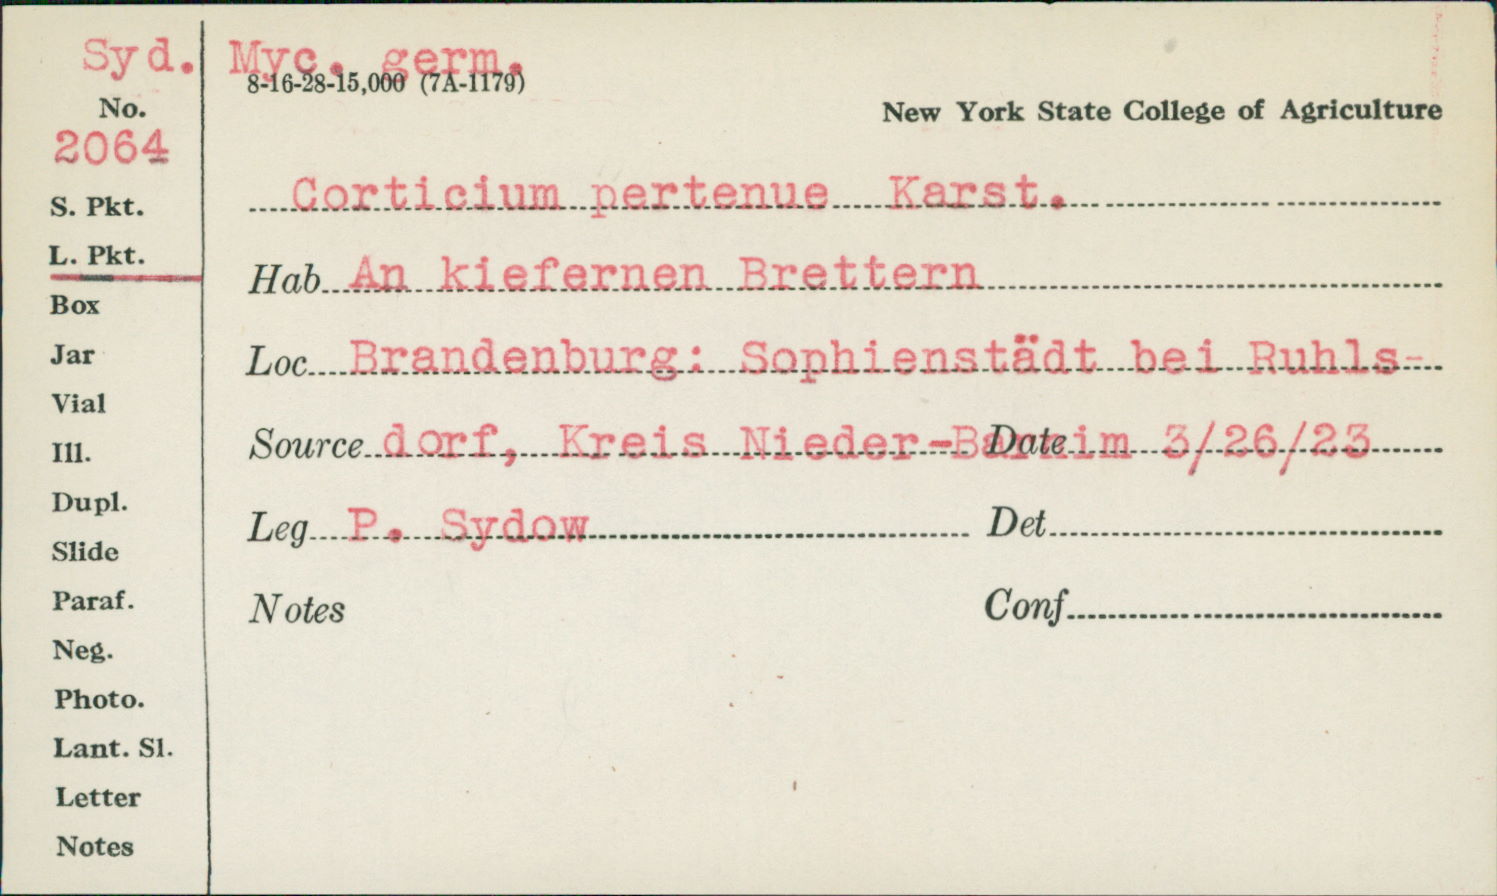 Syd. Myc. germ.
8-16-28-15,000 (7A-1179)
New York State College of Agriculture
No.
2064
S. Pkt.
L. Pkt.
Box
Jar
Vial
Ill.
Dupl.
Slide
Paraf.
Neg.
Photo.
Lant. Sl.
Letter
Notes
Corticium pertenue Karst.
Hab. An kiefernen Brettern
Loc. Brandenburg: Sophienstädt bei Ruhls-
Source dorf, Kreis Nieder-Barnim Date 3/26/23
Leg. P. Sydow Det.
Notes Conf.